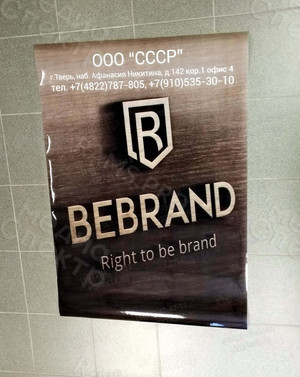 ООО "СССР"
г.Тверь, наб. Афанасия Никитина, д.142 кор.1 офис 4
тел. +7(4822)787-805, +7(910)535-30-10
R
BEBRAND
Right to be brand